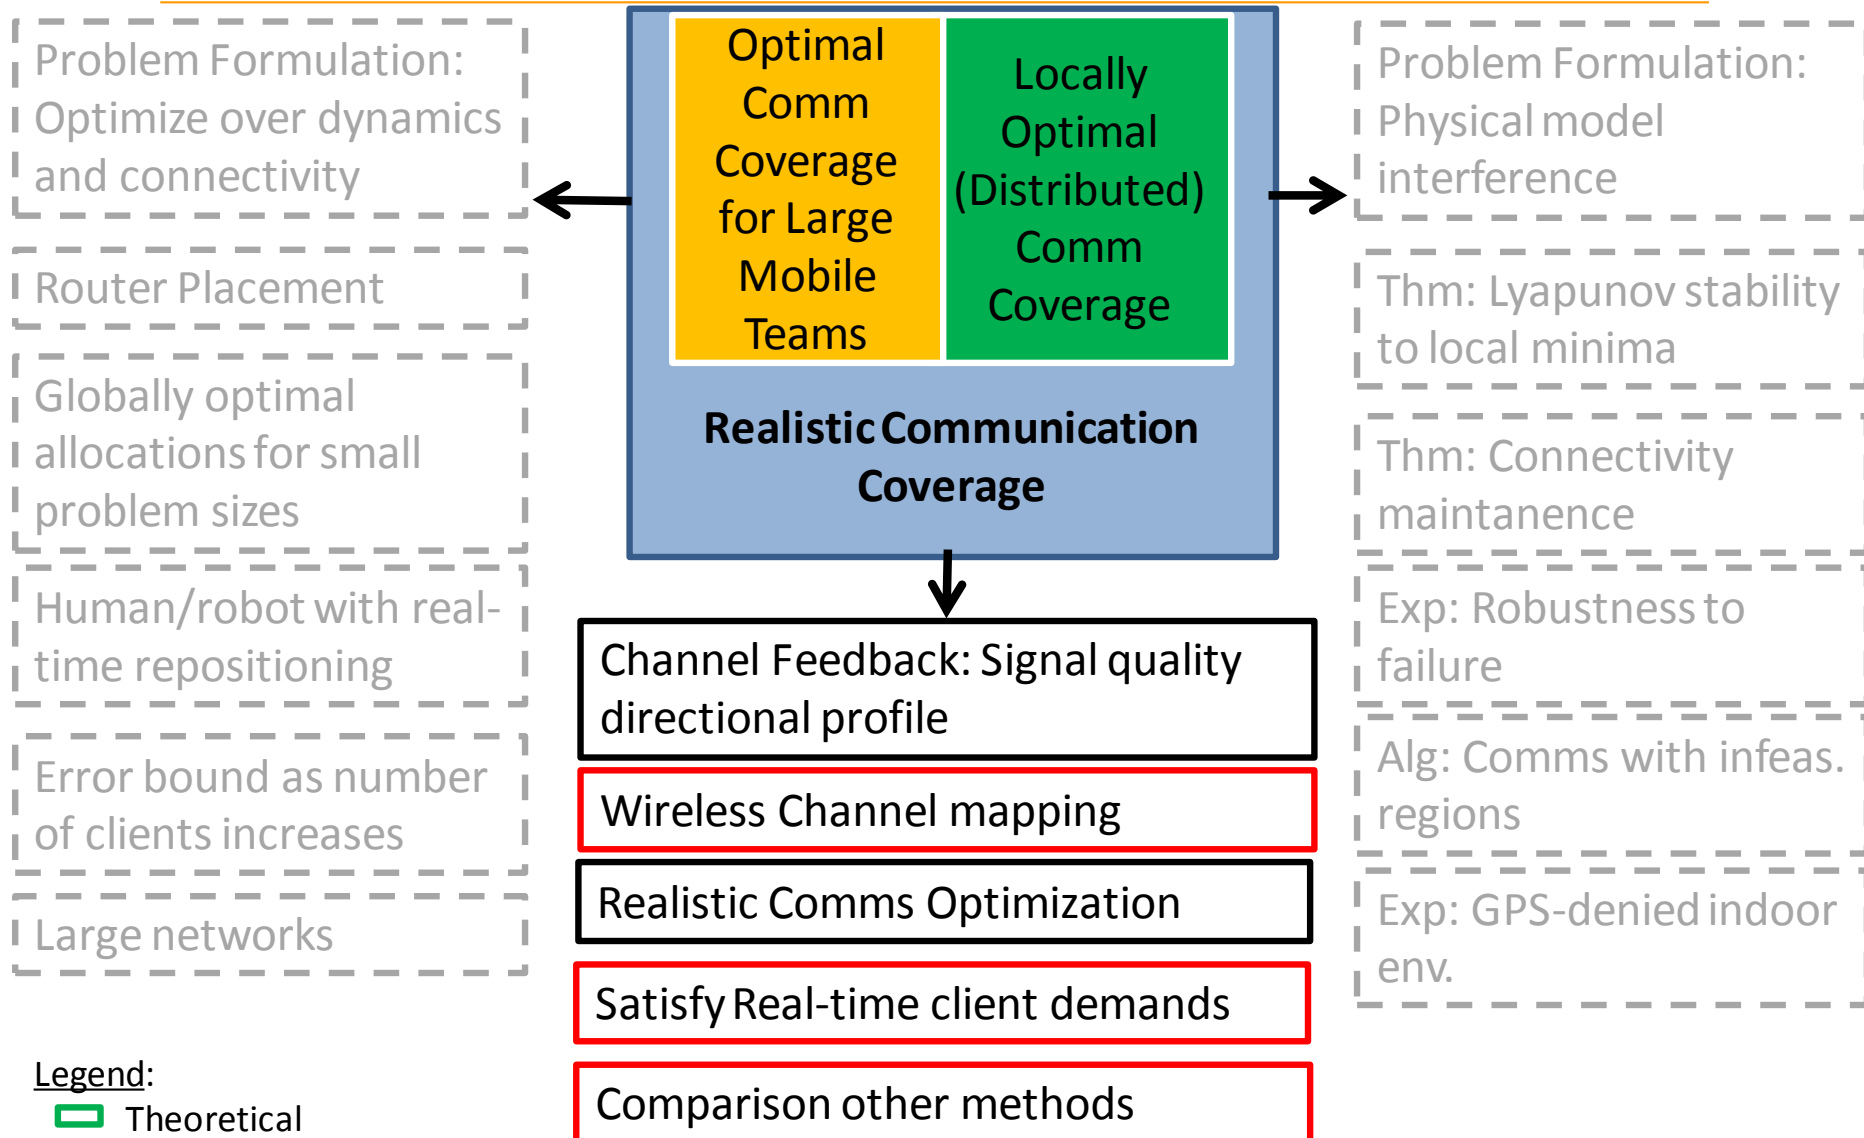 Problem Formulation:
Optimize over dynamics
and connectivity
Router Placement
Globally optimal
allocations for small
problem sizes
Human/robot with real-
time repositioning
Error bound as number
of clients increases
Large networks
Optimal
Comm
Coverage
for Large
Mobile
Teams
Locally
Optimal
(Distributed)
Comm
Coverage
Realistic Communication
Coverage
Channel Feedback: Signal quality
directional profile
Wireless Channel mapping
Realistic Comms Optimization
Satisfy Real-time client demands
Comparison other methods
Problem Formulation:
Physical model
interference
Thm: Lyapunov stability
to local minima
Thm: Connectivity
maintanence
Exp: Robustness to
failure
Alg: Comms with infeas.
regions
Exp: GPS-denied indoor
env.
Legend:
Theoretical